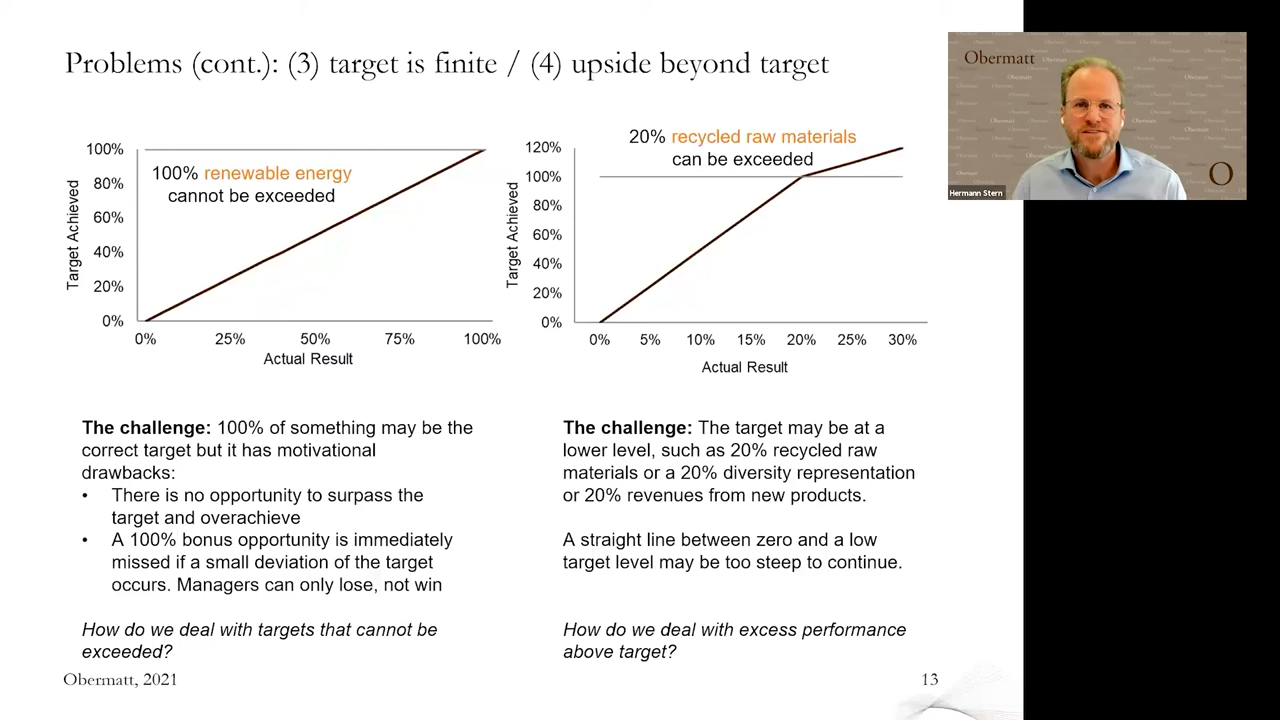 Problems (cont.): (3) target is finite / (4) upside beyond target
100%
80%
60%
40%
20%
0%
Target Achieved
100% renewable energy
cannot be exceeded
0%
25%
50%
75%
100%
Actual Result
120%
100%
80%
60%
40%
20%
0%
Target Achieved
20% recycled raw materials
can be exceeded
0%
5%
10%
15%
20%
25%
30%
Actual Result
The challenge: 100% of something may be the
correct target but it has motivational
drawbacks:
• There is no opportunity to surpass the
target and overachieve
• A 100% bonus opportunity is immediately
missed if a small deviation of the target
occurs. Managers can only lose, not win
How do we deal with targets that cannot be
exceeded?
The challenge: The target may be at a
lower level, such as 20% recycled raw
materials or a 20% diversity representation
or 20% revenues from new products.
A straight line between zero and a low
target level may be too steep to continue.
How do we deal with excess performance
above target?
Obermatt, 2021
13
Obermatt
O
Hermann Stern